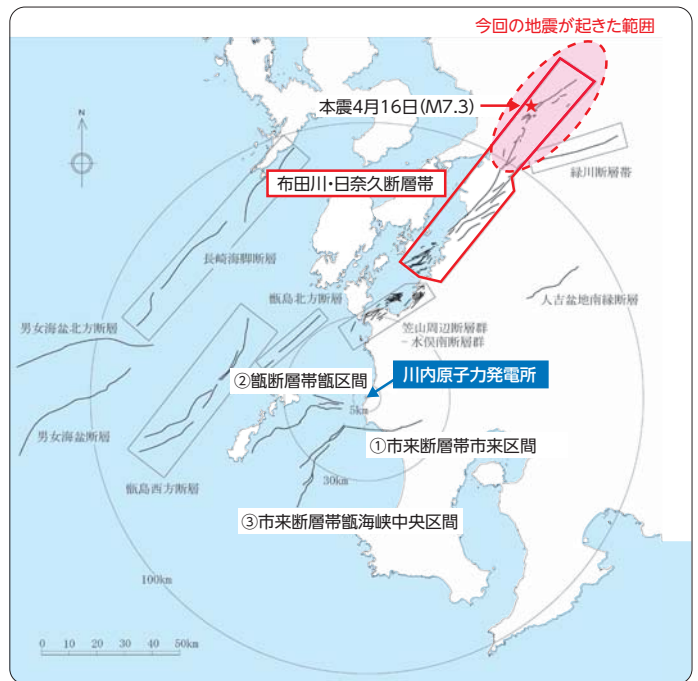 今回の地震が起きた範囲
本震4月16日(M7.3)
N
布田川・日奈久断層帯
緑川断層帯
長崎海脚断層
甑島北方断層
人吉盆地南縁断層
男女海盆北方断層
笠山周辺断層群
～水俣南断層群
②甑断層帯甑区間
川内原子力発電所
5km
男女海盆断層
①市来断層帯市来区間
甑島西方断層
30km
③市来断層帯甑海峡中央区間
100km
0 10 20 30 40 50km